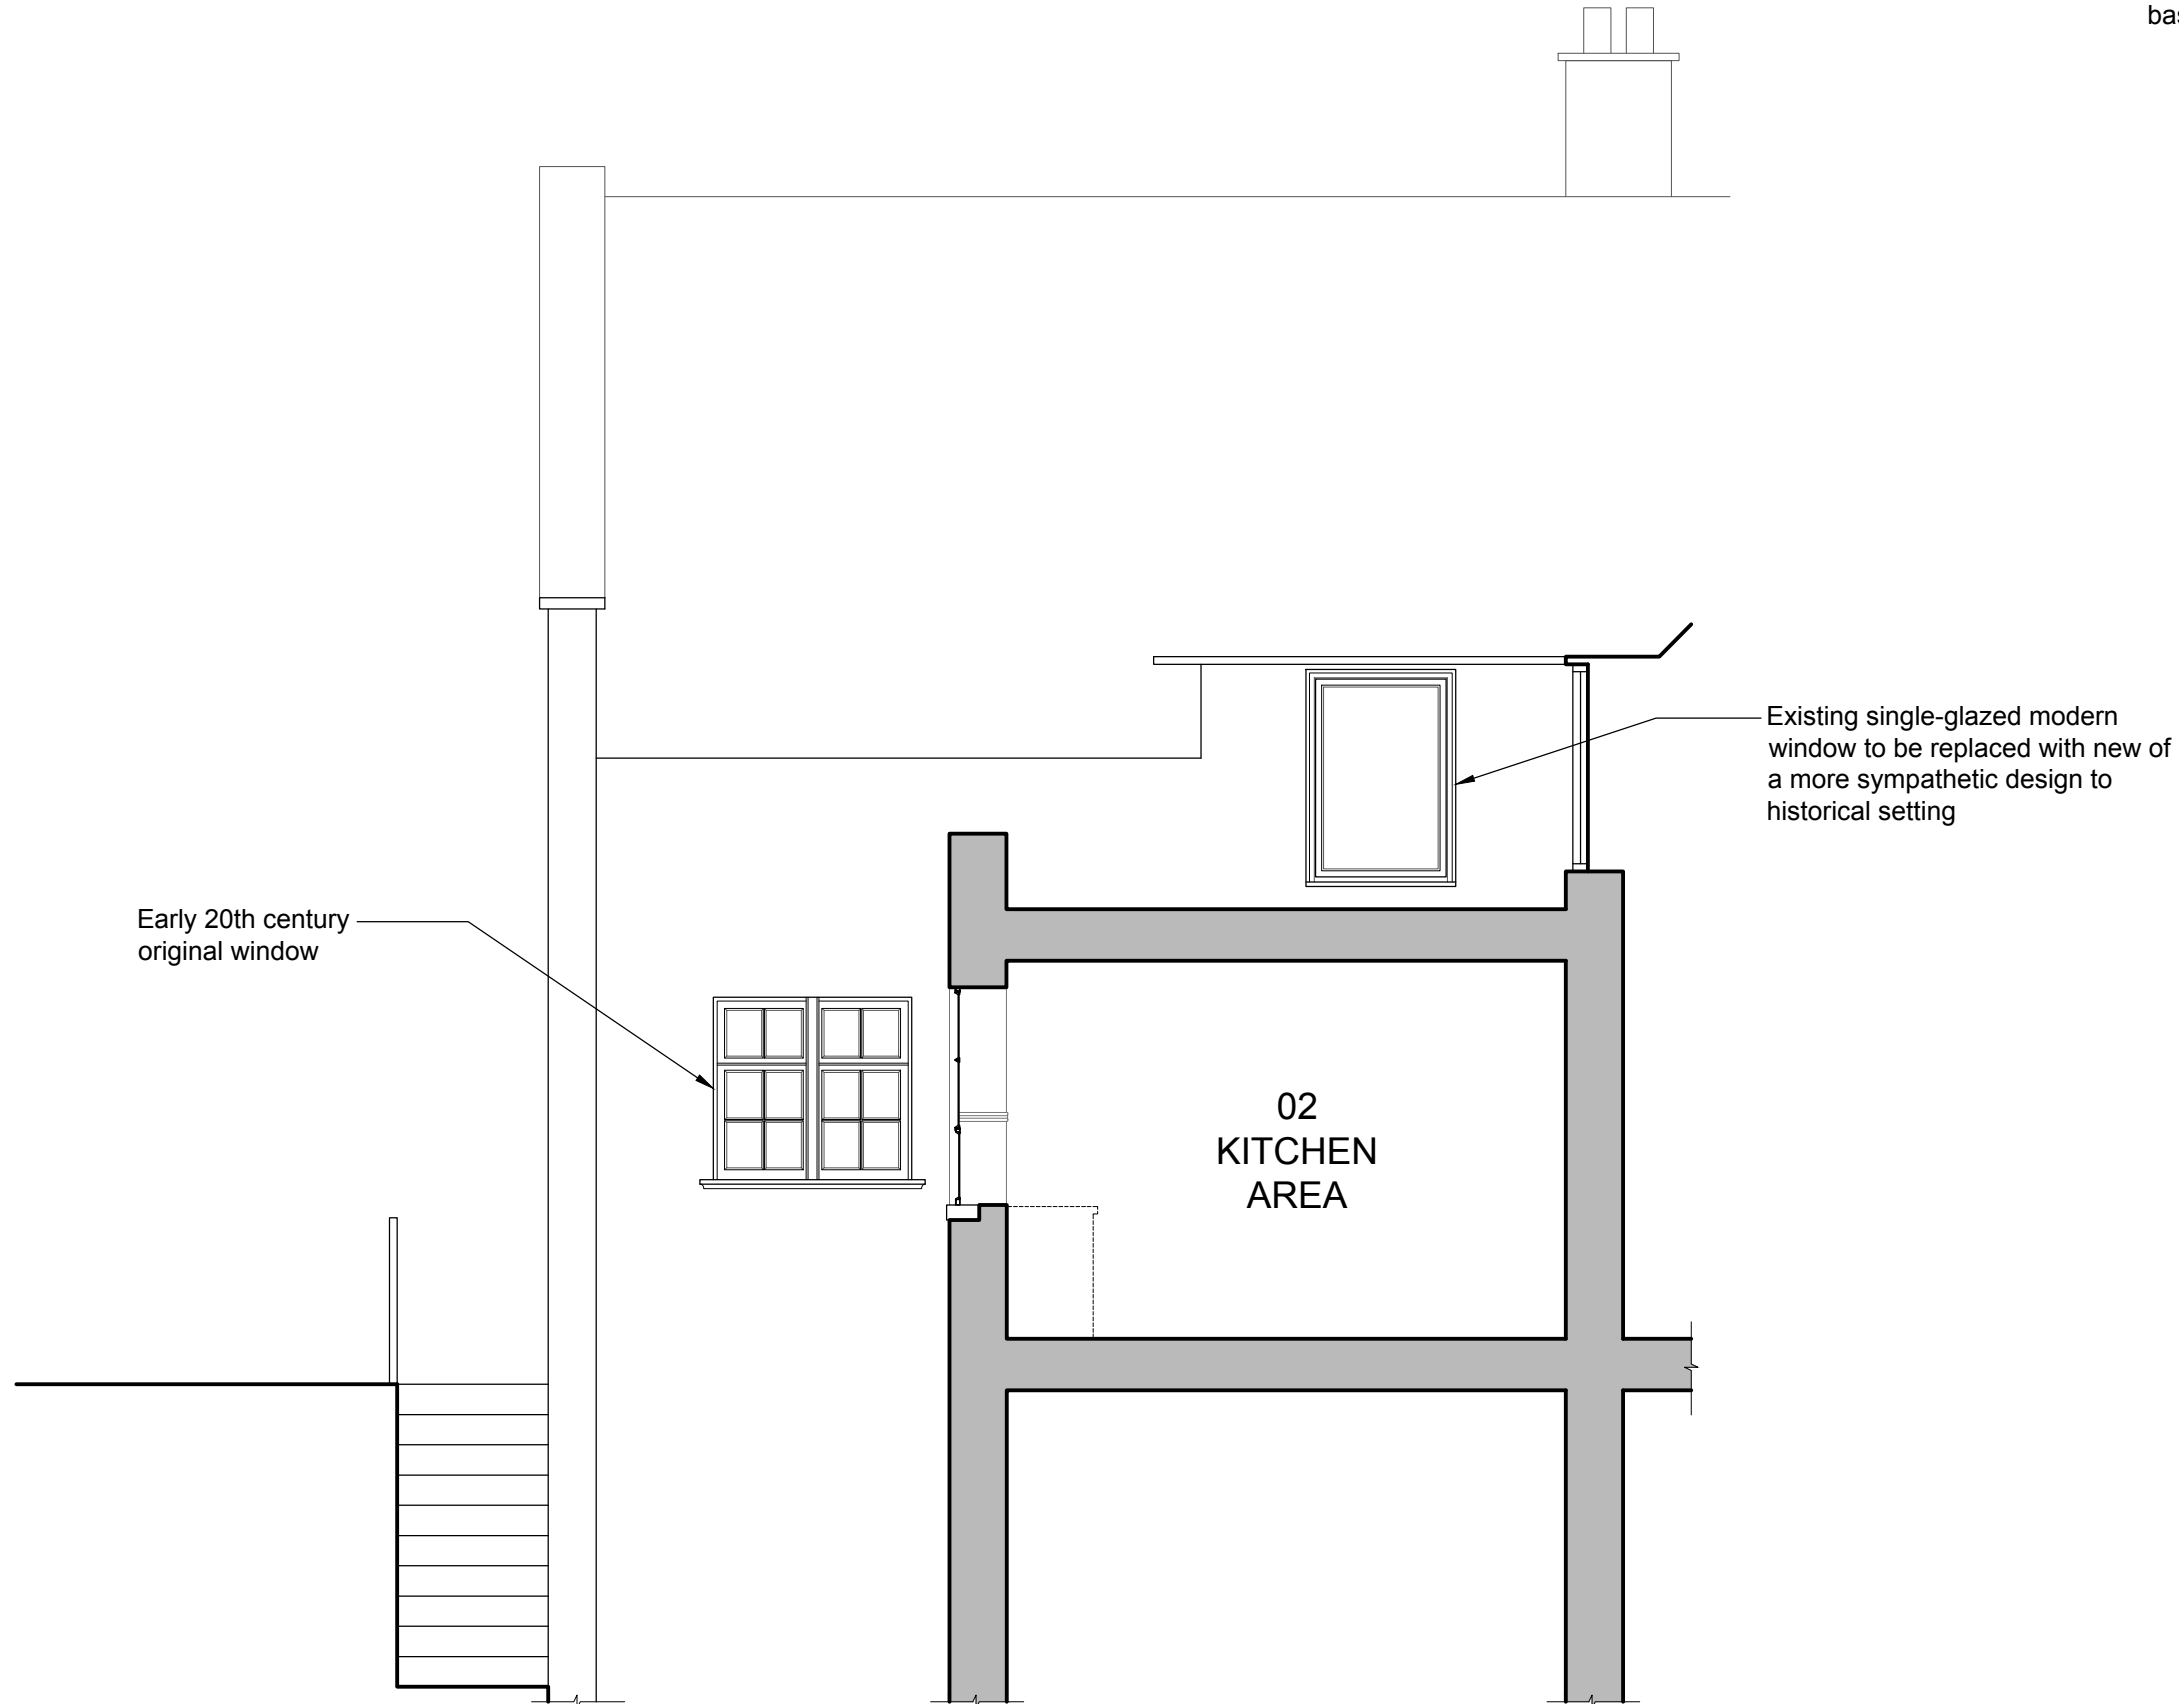 Existing single-glazed modern
window to be replaced with new of
a more sympathetic design to
historical setting
Early 20th century
original window
02
KITCHEN
AREA